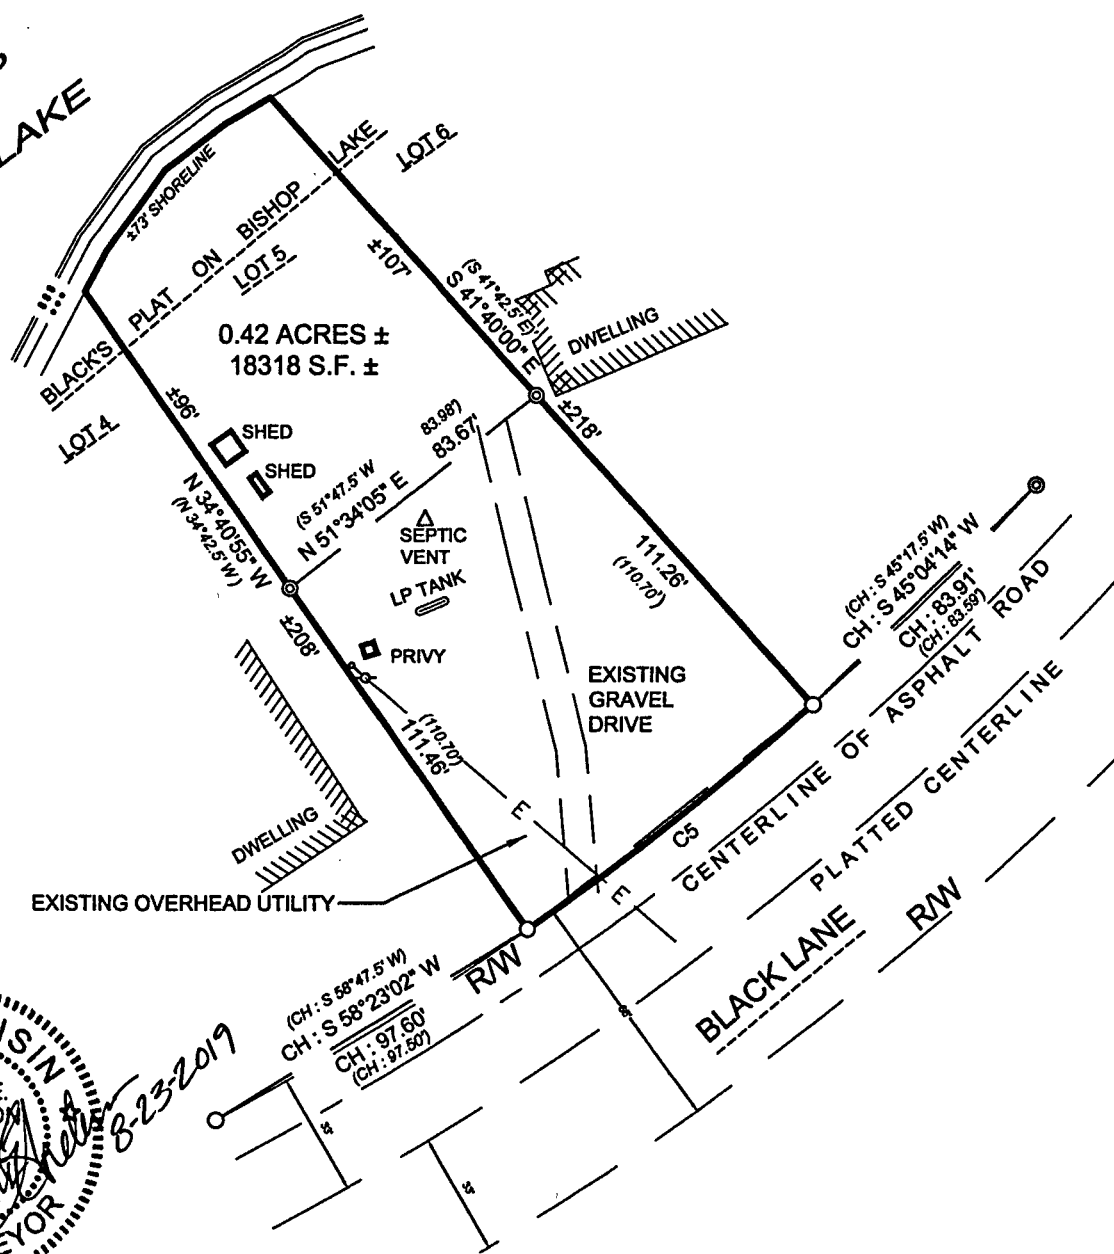 LAKE
±73' SHORELINE
BLACK'S PLAT ON BISHOP LAKE
LOT 6
LOT 5
LOT 4
0.42 ACRES ±
18318 S.F. ±
±107'
(S 41°42.5' E)
S 41°40'00" E
DWELLING
±218'
±96'
SHED
SHED
N 34°40'55" W
(N 34°42.5' W)
(S 51°47.5' W
83.98')
N 51°34'05" E
83.67'
SEPTIC
VENT
LP TANK
PRIVY
±208'
111.26'
(110.70')
EXISTING
GRAVEL
DRIVE
(110.70')
111.46'
DWELLING
EXISTING OVERHEAD UTILITY
E
E
C5
(CH : S 45°17.5' W)
CH : S 45°04'14" W
CH : 83.91'
(CH : 83.59')
CENTERLINE OF ASPHALT ROAD
PLATTED CENTERLINE
BLACK LANE
R/W
R/W
(CH : S 58°47.5' W)
CH : S 58°23'02" W
CH : 97.60'
(CH : 97.50')
8-23-2019